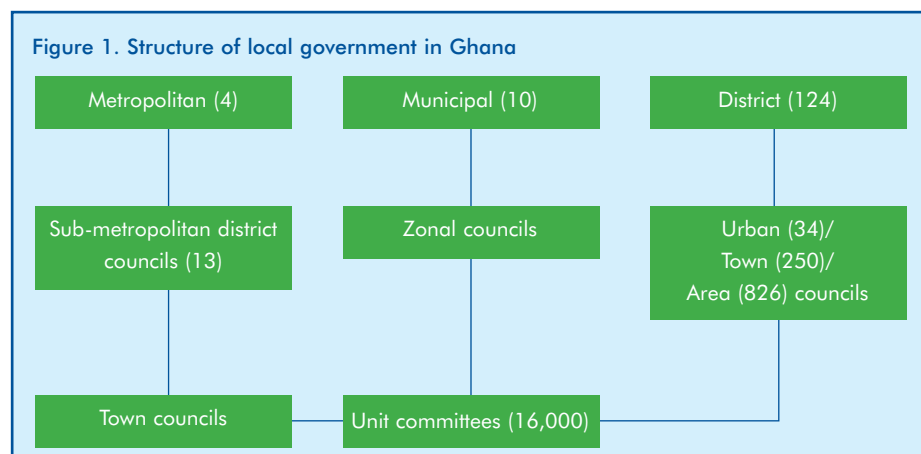 Figure 1. Structure of local government in Ghana
Metropolitan (4)
Municipal (10)
District (124)
Sub-metropolitan district
councils (13)
Zonal councils
Urban (34)/
Town (250)/
Area (826) councils
Town councils
Unit committees (16,000)